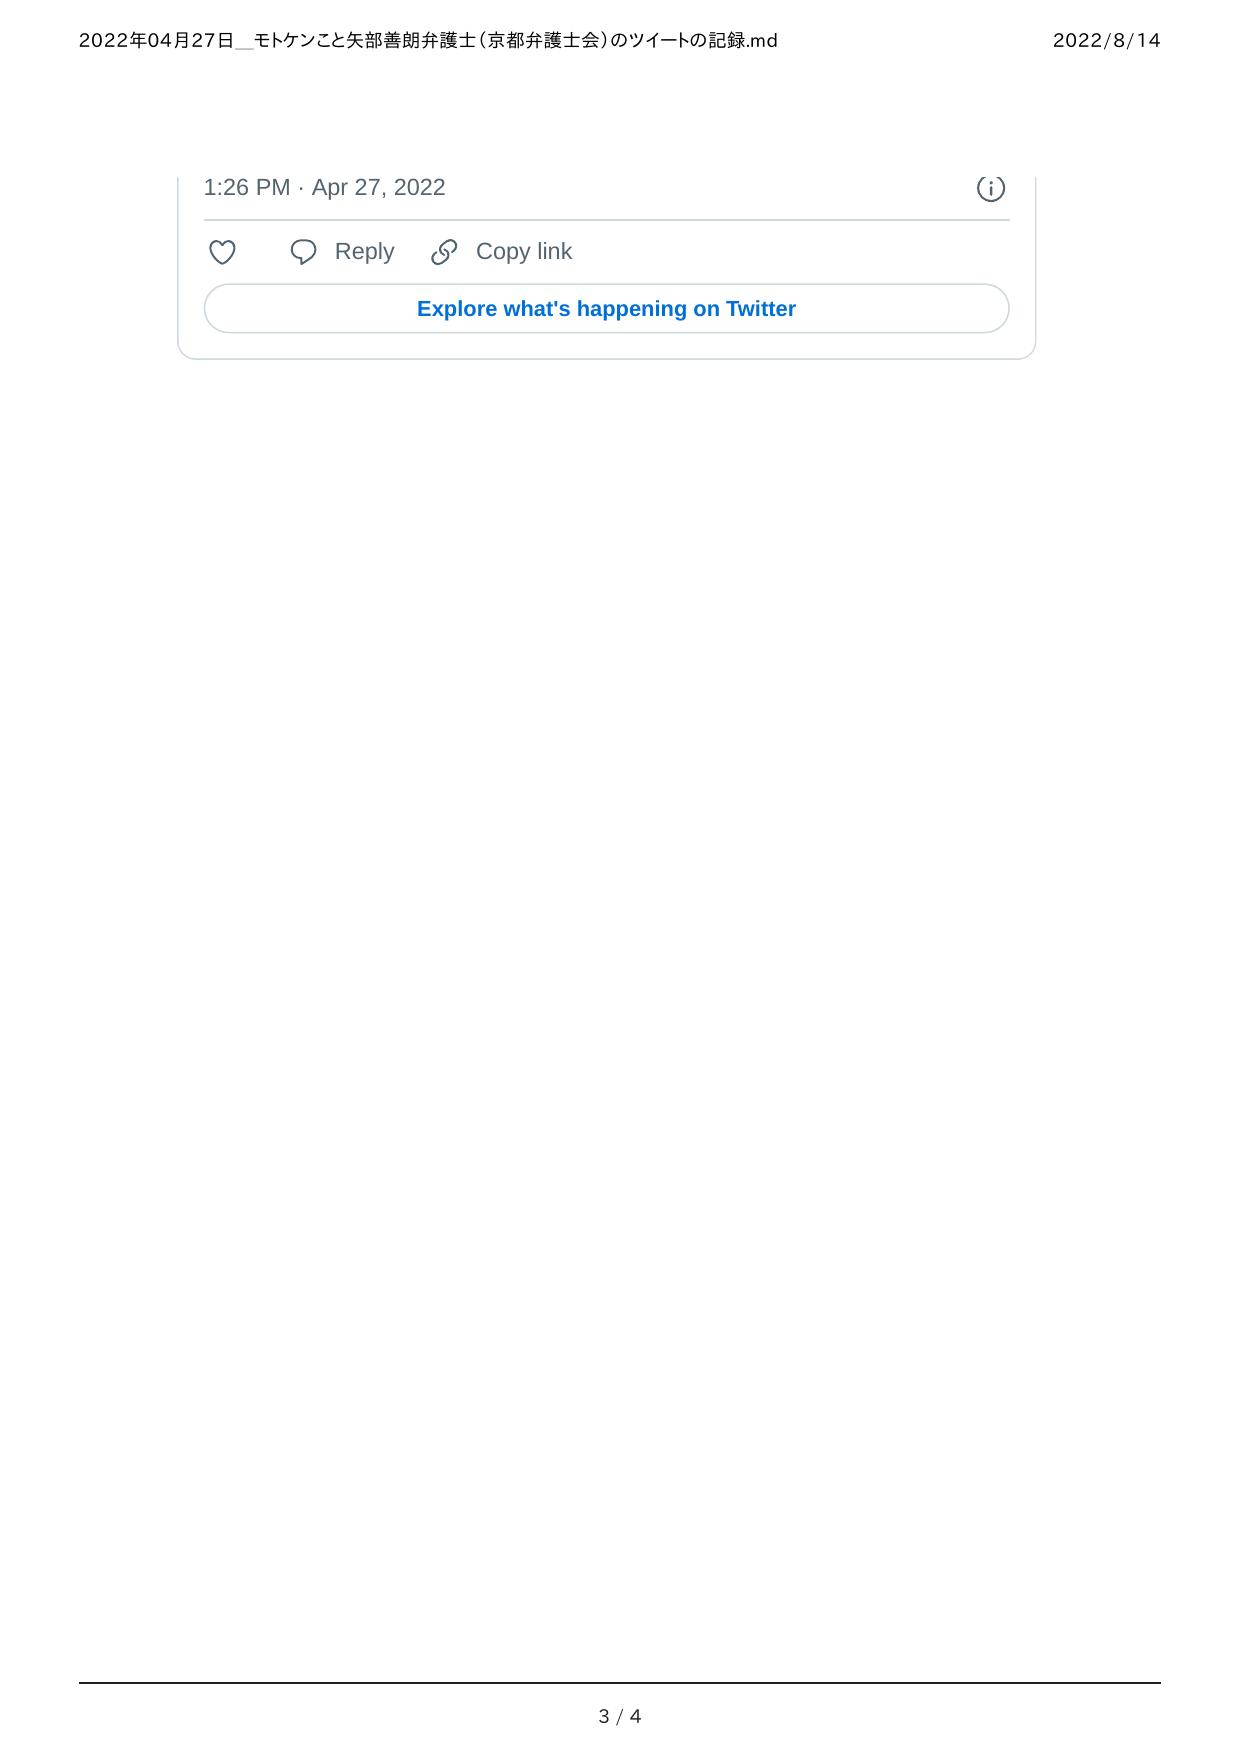 2022年04月27日__モトケンこと矢部善朗弁護士（京都弁護士会）のツイートの記録.md 2022/8/14
1:26 PM · Apr 27, 2022
Reply Copy link
Explore what's happening on Twitter
3 / 4